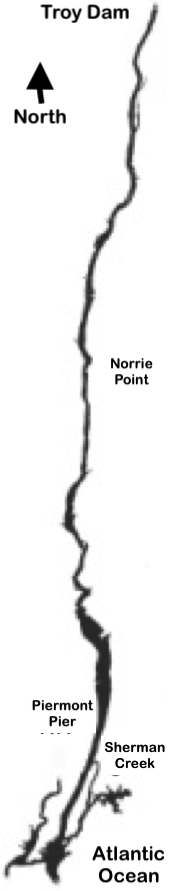 Troy Dam
North
Norrie
Point
Piermont
Pier
Sherman
Creek
Atlantic
Ocean